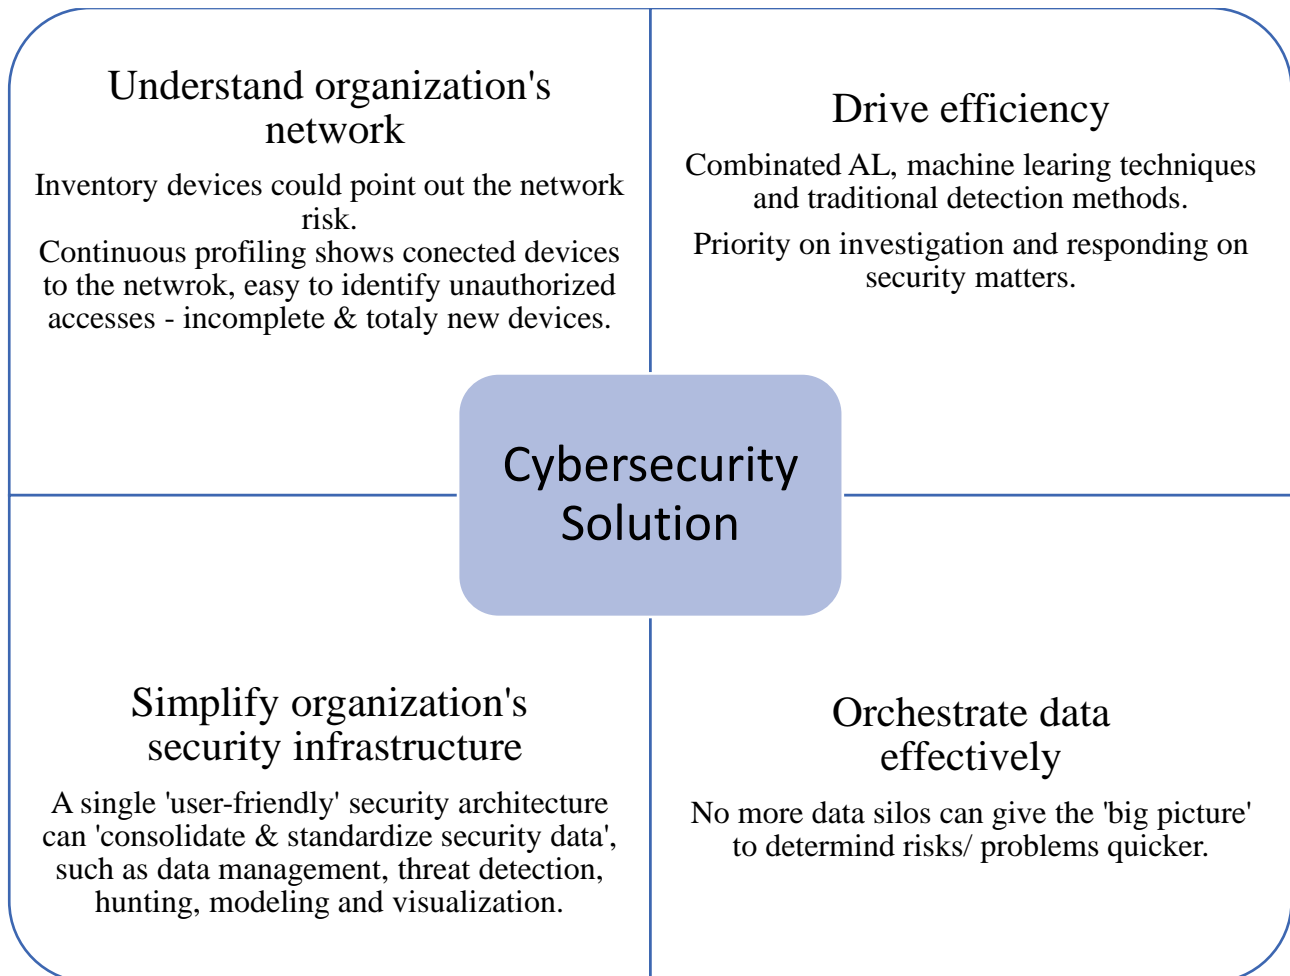 Understand organization's
network
Inventory devices could point out the network
risk.
Continuous profiling shows conected devices
to the netwrok, easy to identify unauthorized
accesses - incomplete & totaly new devices.
Drive efficiency
Combinated AL, machine learing techniques
and traditional detection methods.
Priority on investigation and responding on
security matters.
Cybersecurity
Solution
Simplify organization's
security infrastructure
A single 'user-friendly' security architecture
can 'consolidate & standardize security data',
such as data management, threat detection,
hunting, modeling and visualization.
Orchestrate data
effectively
No more data silos can give the 'big picture'
to determind risks/ problems quicker.